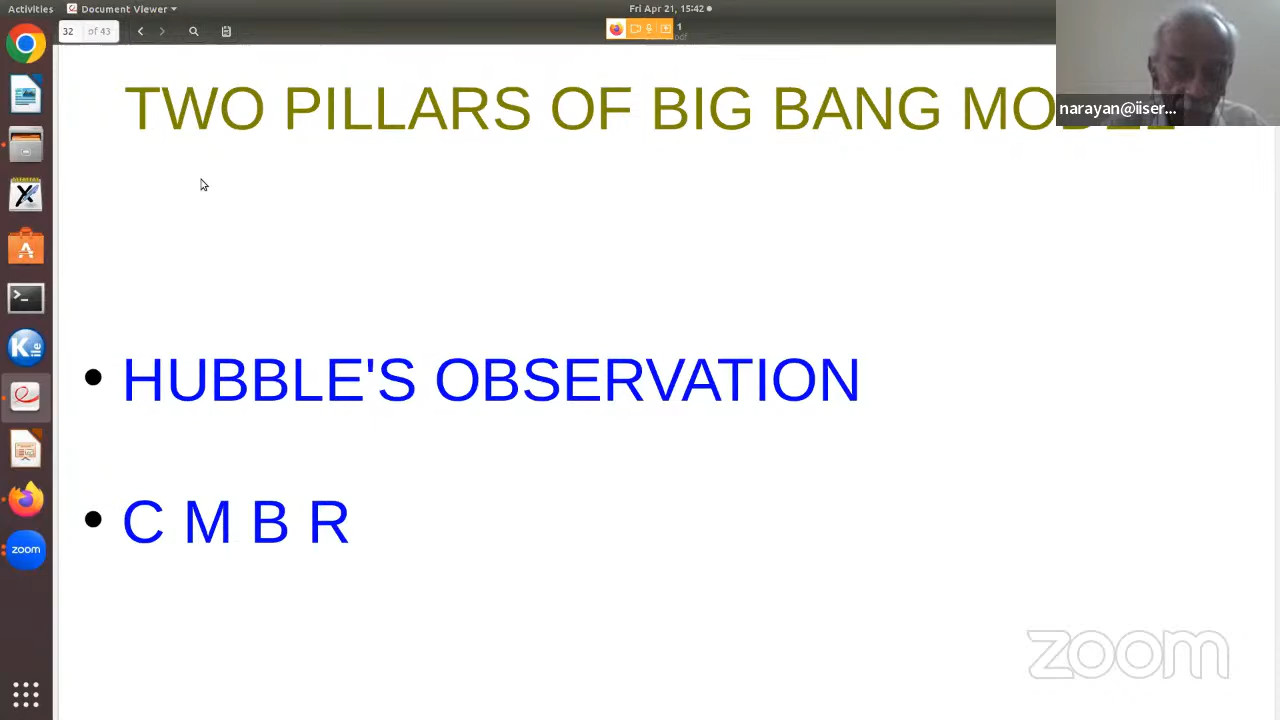 Activities Document Viewer Fri Apr 21, 15:42
32 of 43 1
narayan@iiser...
TWO PILLARS OF BIG BANG
• HUBBLE'S OBSERVATION
• C M B R
zoom
zoom